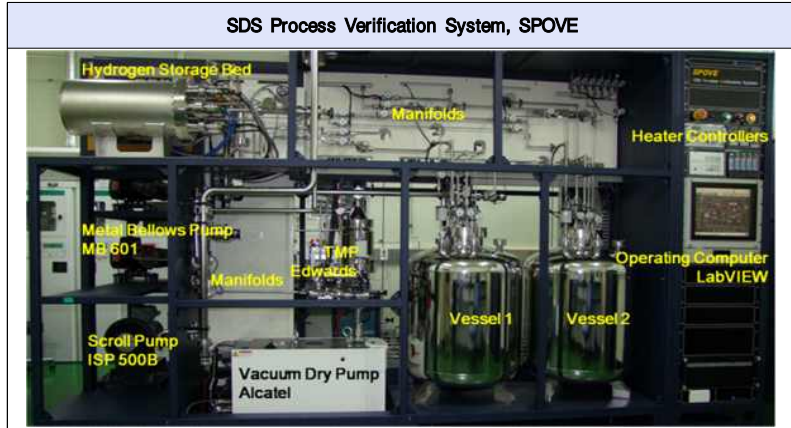 SDS Process Verification System, SPOVE
Hydrogen Storage Bed
Manifolds
SPOVE
Heater Controllers
Metal Bellows Pump
MB 601
TMP
Edwards
Manifolds
Operating Computer
LabVIEW
Vessel 1
Vessel 2
Scroll Pump
ISP 500B
Vacuum Dry Pump
Alcatel